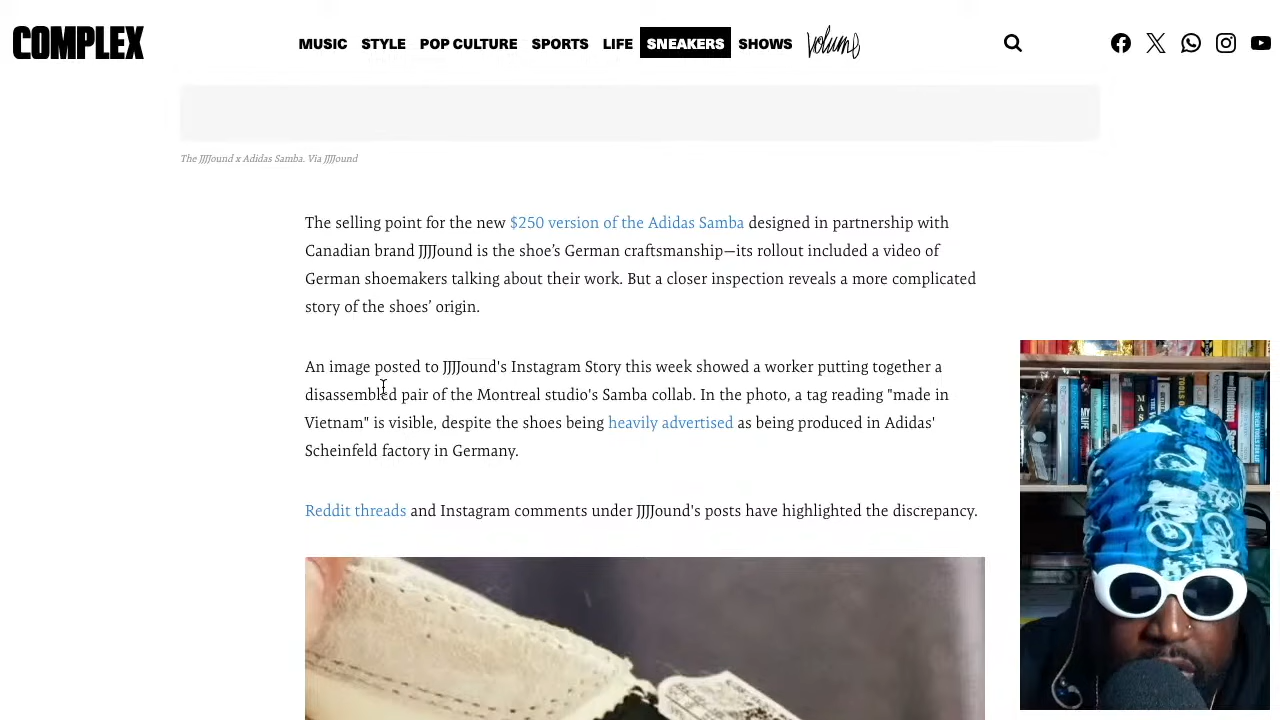 COMPLEX
MUSIC STYLE POP CULTURE SPORTS LIFE SNEAKERS SHOWS Volume
The JJJJound x Adidas Samba. Via JJJJound
The selling point for the new $250 version of the Adidas Samba designed in partnership with
Canadian brand JJJJound is the shoe’s German craftsmanship—its rollout included a video of
German shoemakers talking about their work. But a closer inspection reveals a more complicated
story of the shoes’ origin.
An image posted to JJJJound's Instagram Story this week showed a worker putting together a
disassembled pair of the Montreal studio's Samba collab. In the photo, a tag reading "made in
Vietnam" is visible, despite the shoes being heavily advertised as being produced in Adidas'
Scheinfeld factory in Germany.
Reddit threads and Instagram comments under JJJJound's posts have highlighted the discrepancy.